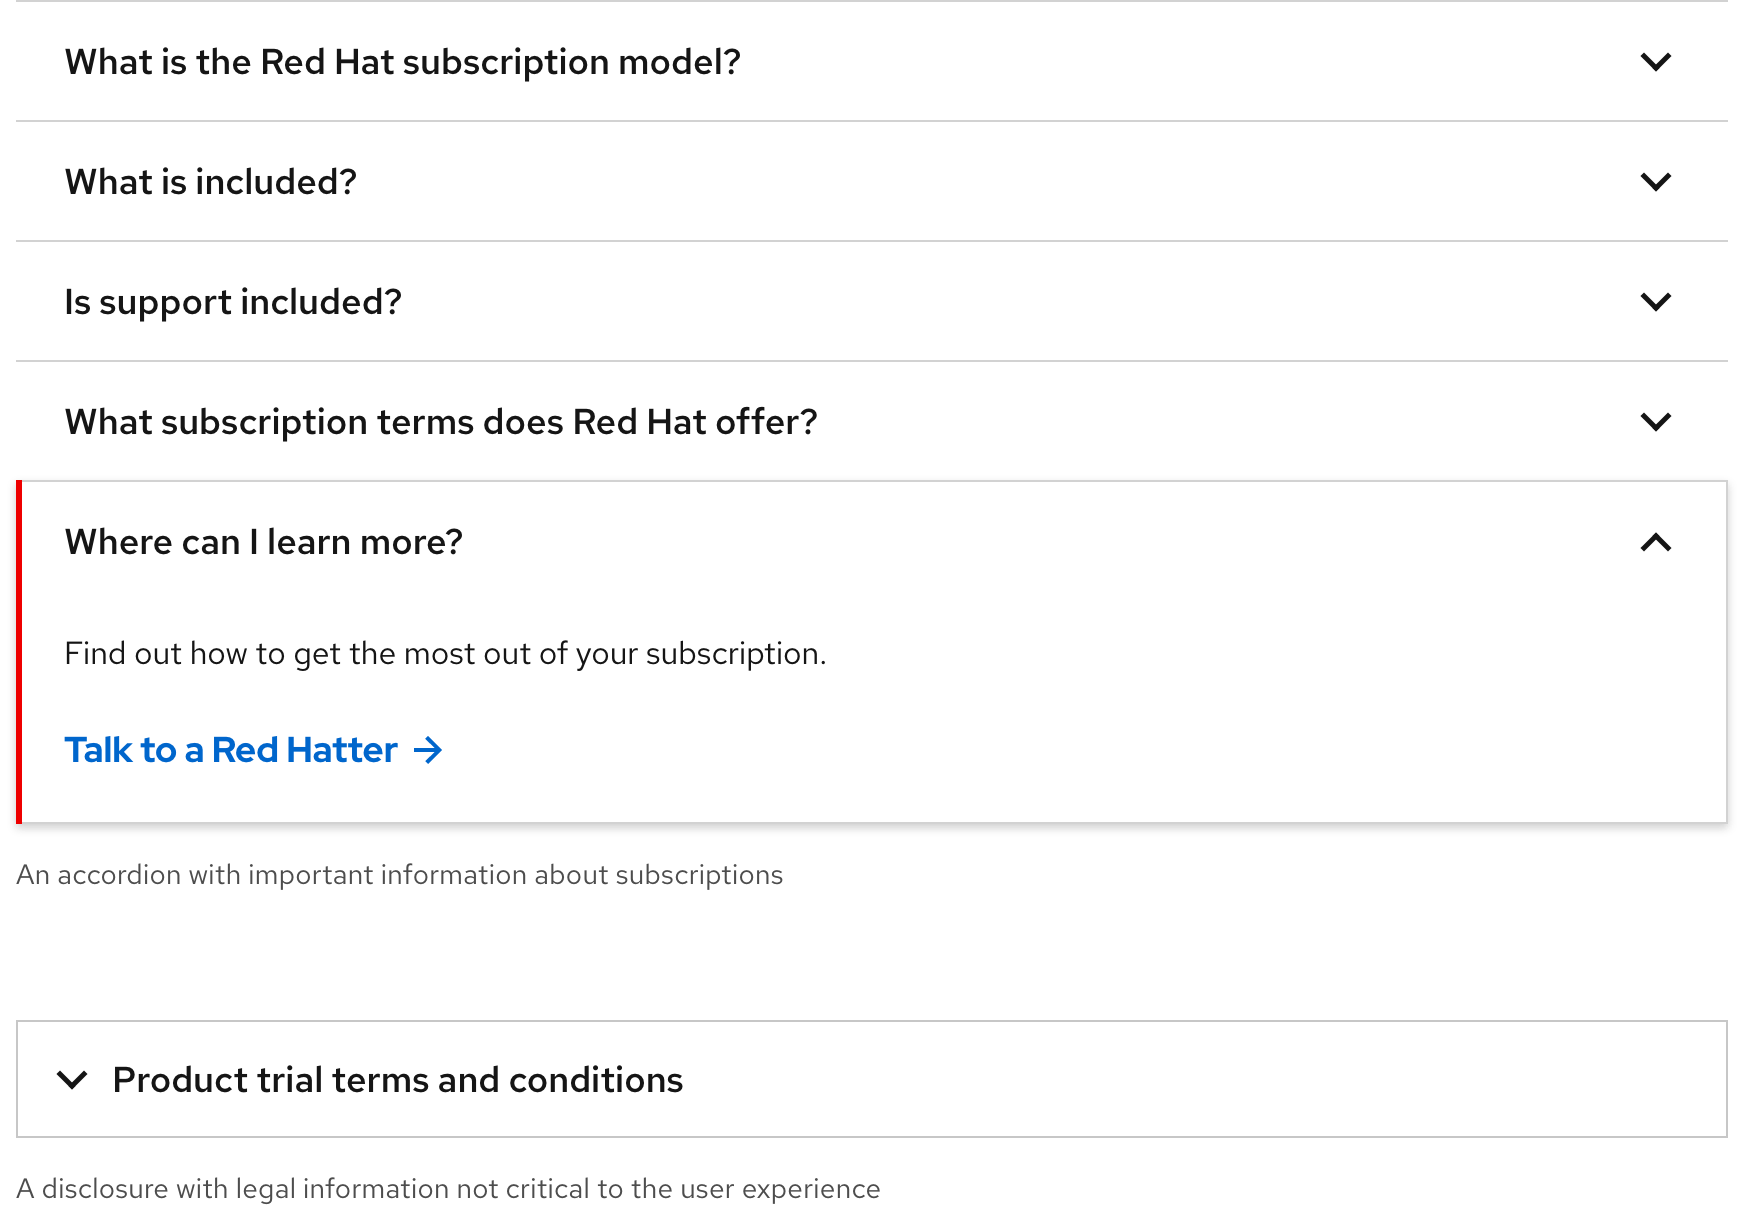 What is the Red Hat subscription model?
What is included?
Is support included?
What subscription terms does Red Hat offer?
Where can I learn more?
Find out how to get the most out of your subscription.
Talk to a Red Hatter →
An accordion with important information about subscriptions
Product trial terms and conditions
A disclosure with legal information not critical to the user experience